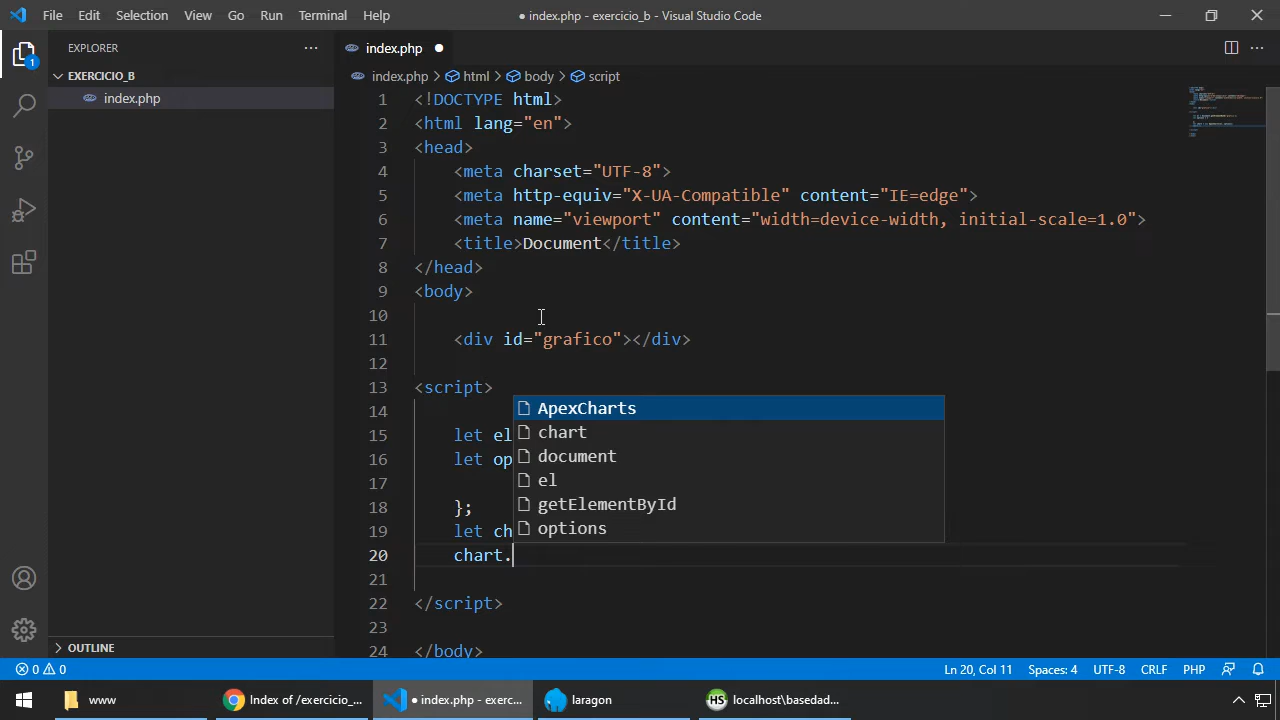 File Edit Selection View Go Run Terminal Help
● index.php - exercicio_b - Visual Studio Code
EXPLORER
index.php
EXERCICIO_B
index.php
index.php > html > body > script
1 <!DOCTYPE html>
2 <html lang="en">
3 <head>
4 <meta charset="UTF-8">
5 <meta http-equiv="X-UA-Compatible" content="IE=edge">
6 <meta name="viewport" content="width=device-width, initial-scale=1.0">
7 <title>Document</title>
8 </head>
9 <body>
10
11 <div id="grafico"></div>
12
13 <script>
14
15 let el
16 let op
17
18 };
19 let ch
20 chart.
21
22 </script>
23
24 </body>
ApexCharts
chart
document
el
getElementById
options
1
OUTLINE
0 0
Ln 20, Col 11 Spaces: 4 UTF-8 CRLF PHP
www
Index of /exercicio_...
● index.php - exerc...
laragon
HS
localhost\basedad...